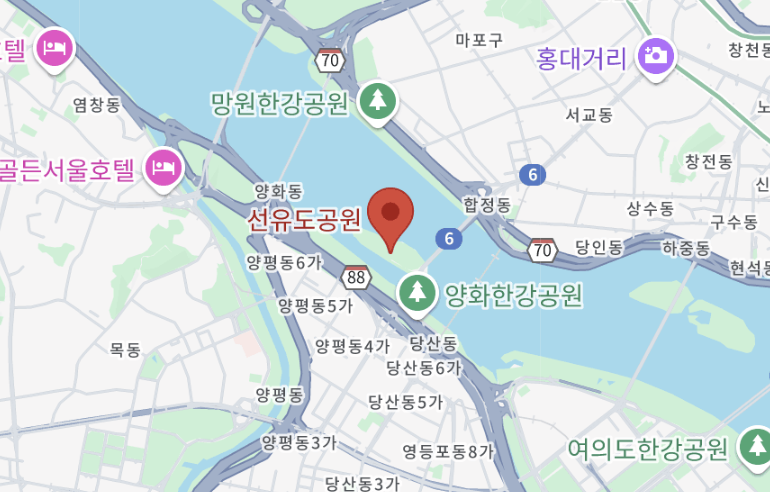 호텔
70
마포구
홍대거리
창천동
망원한강공원
염창동
서교동
노
골든서울호텔
창전동
6
신
양화동
합정동
상수동
선유도공원
구수동
6
70
당인동
하중동
현석동
양평동6가
88
양화한강공원
양평동5가
당산동
양평동4가
목동
당산동6가
양평동
당산동5가
양평동3가
영등포동8가
여의도한강공원
당산동3가